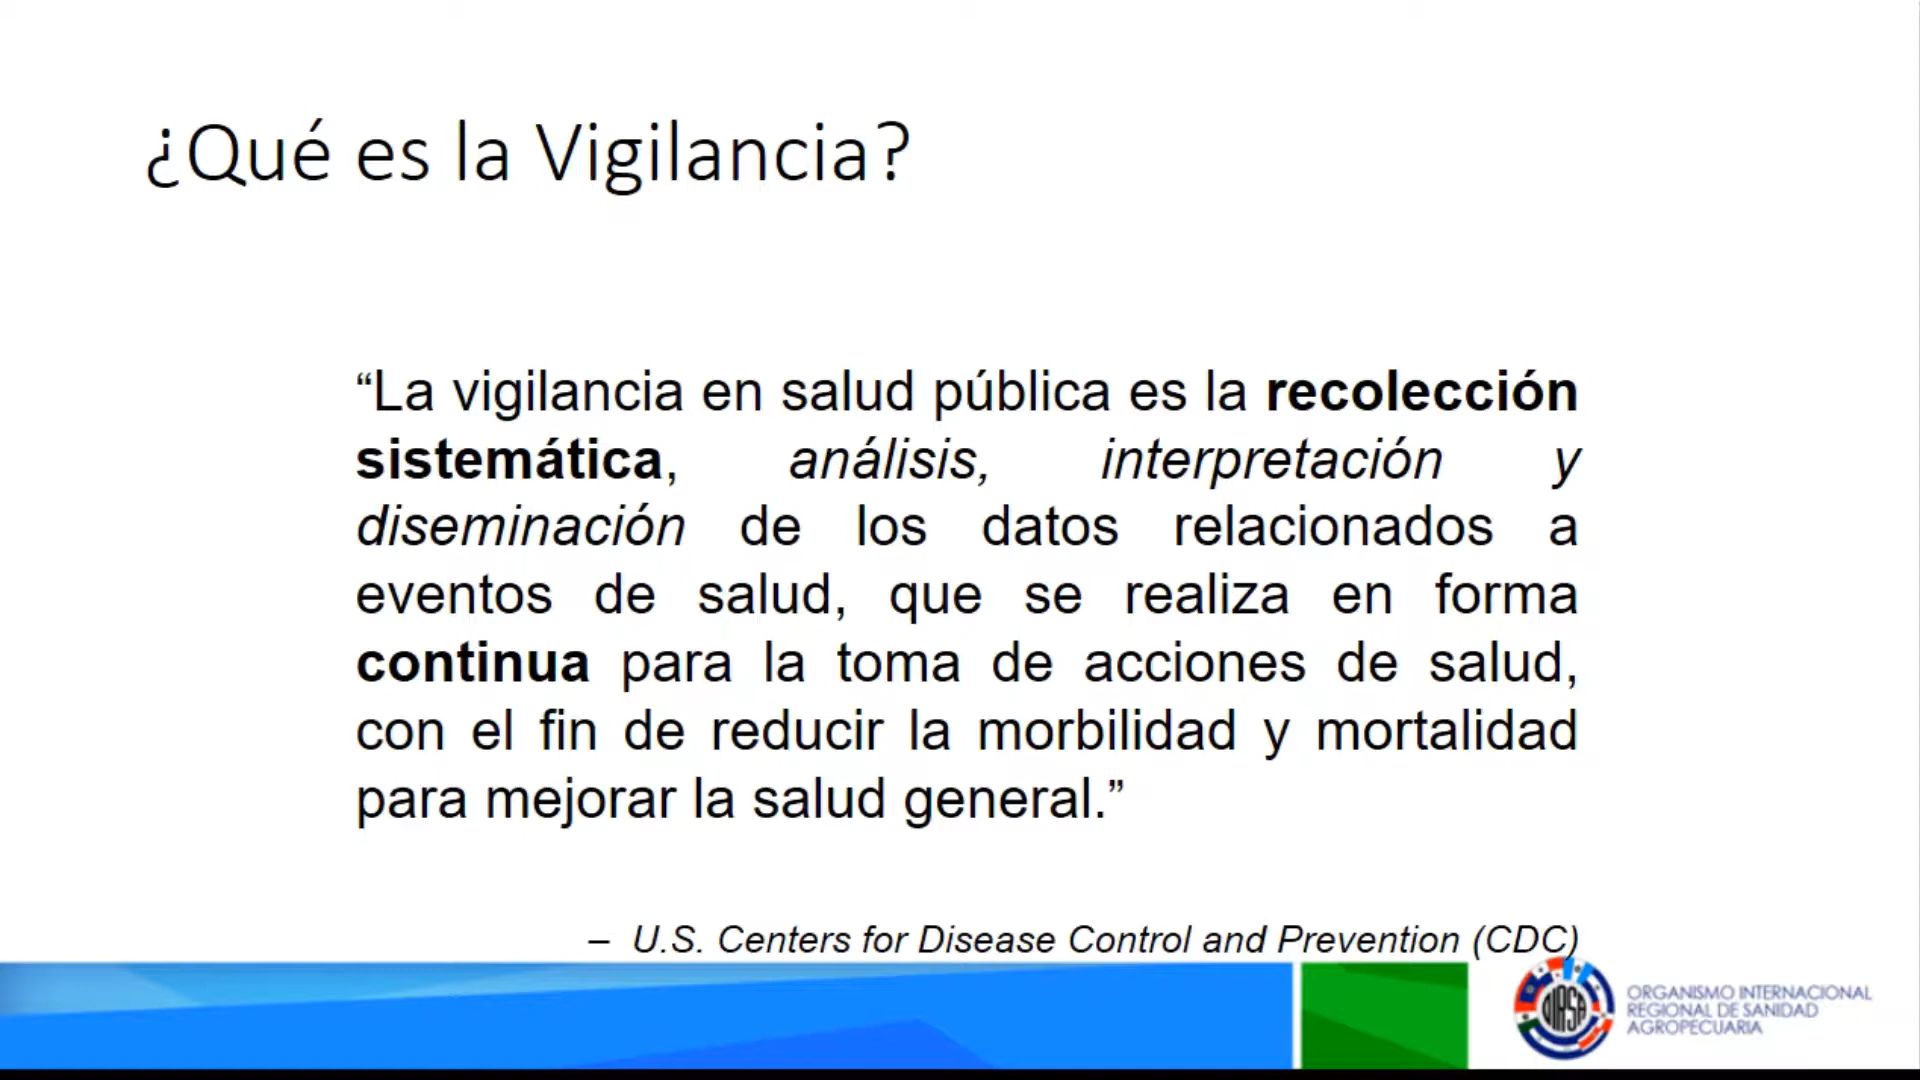 ¿Qué es la Vigilancia?
“La vigilancia en salud pública es la recolección
sistemática, análisis, interpretación y
diseminación de los datos relacionados a
eventos de salud, que se realiza en forma
continua para la toma de acciones de salud,
con el fin de reducir la morbilidad y mortalidad
para mejorar la salud general.”
– U.S. Centers for Disease Control and Prevention (CDC)
OIRSA
ORGANISMO INTERNACIONAL
REGIONAL DE SANIDAD
AGROPECUARIA